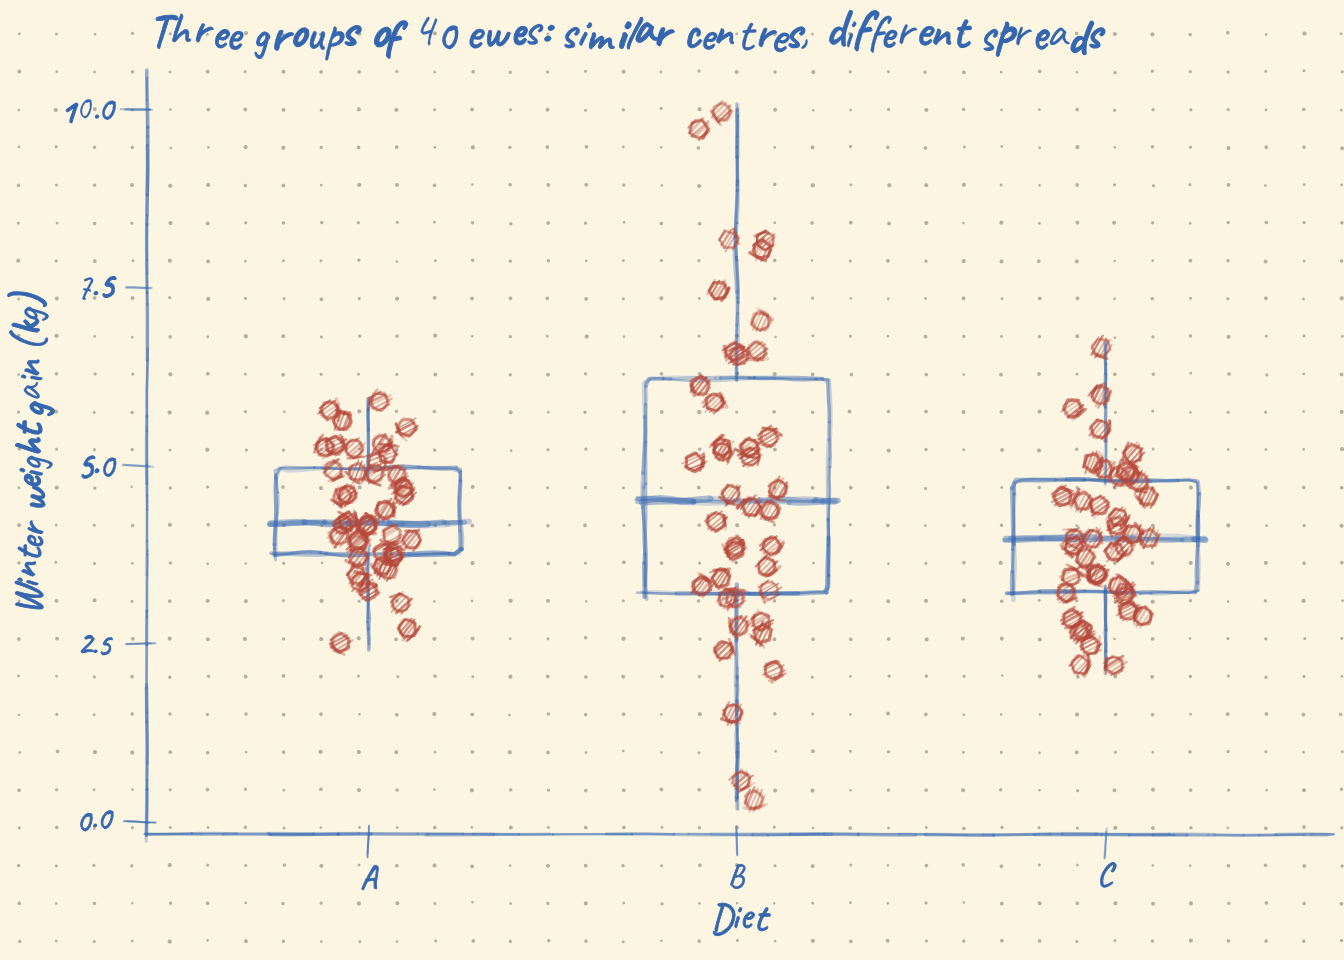 Three groups of 40 ewes: similar centres, different spreads
Winter weight gain (kg)
10.0
7.5
5.0
2.5
0.0
A
B
C
Diet